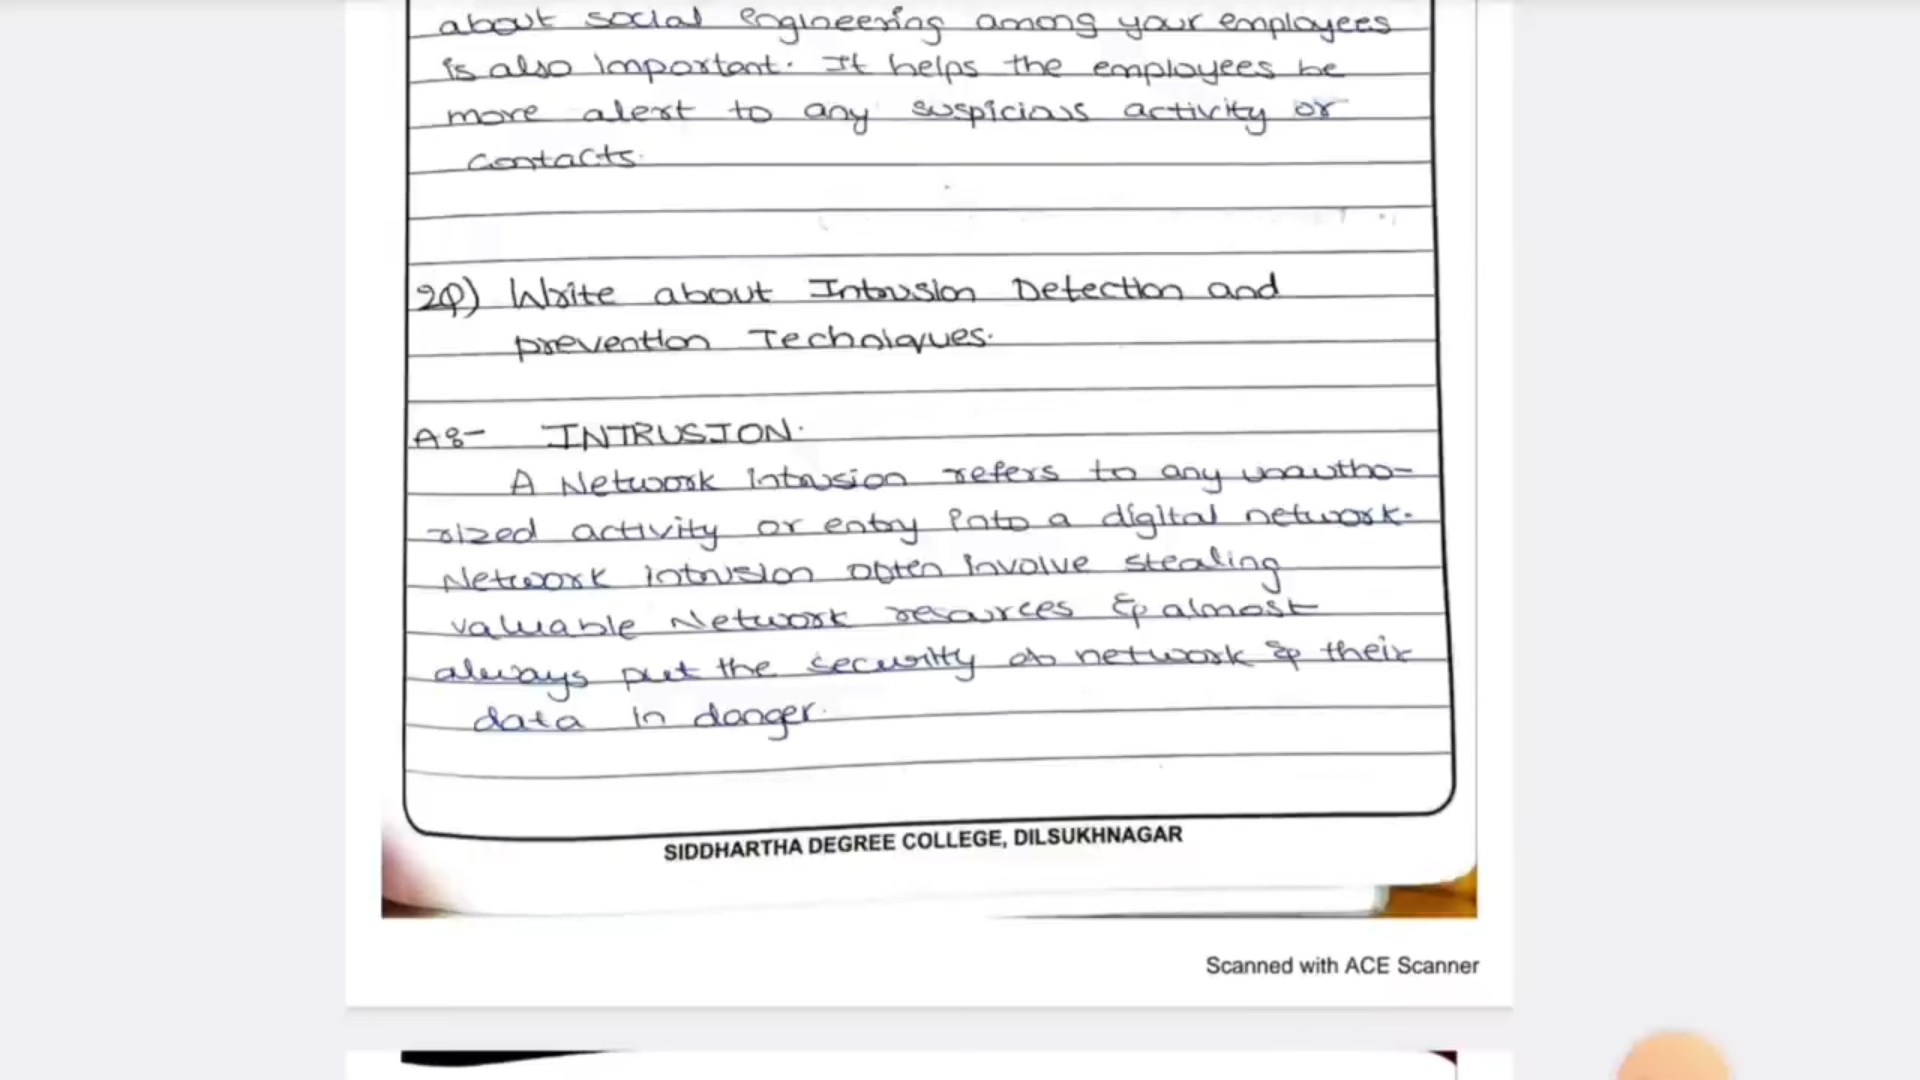 about social engineering among your employees
is also important. It helps the employees be
more alert to any suspicious activity or
contacts.
2Q) Write about Intrusion Detection and
prevention Techniques.
A:- INTRUSION.
A Network intrusion refers to any unautho-
rized activity or entry into a digital network.
Network intrusion often involve stealing
valuable Network resources & almost
always put the security of network & their
data in danger.
SIDDHARTHA DEGREE COLLEGE, DILSUKHNAGAR
Scanned with ACE Scanner